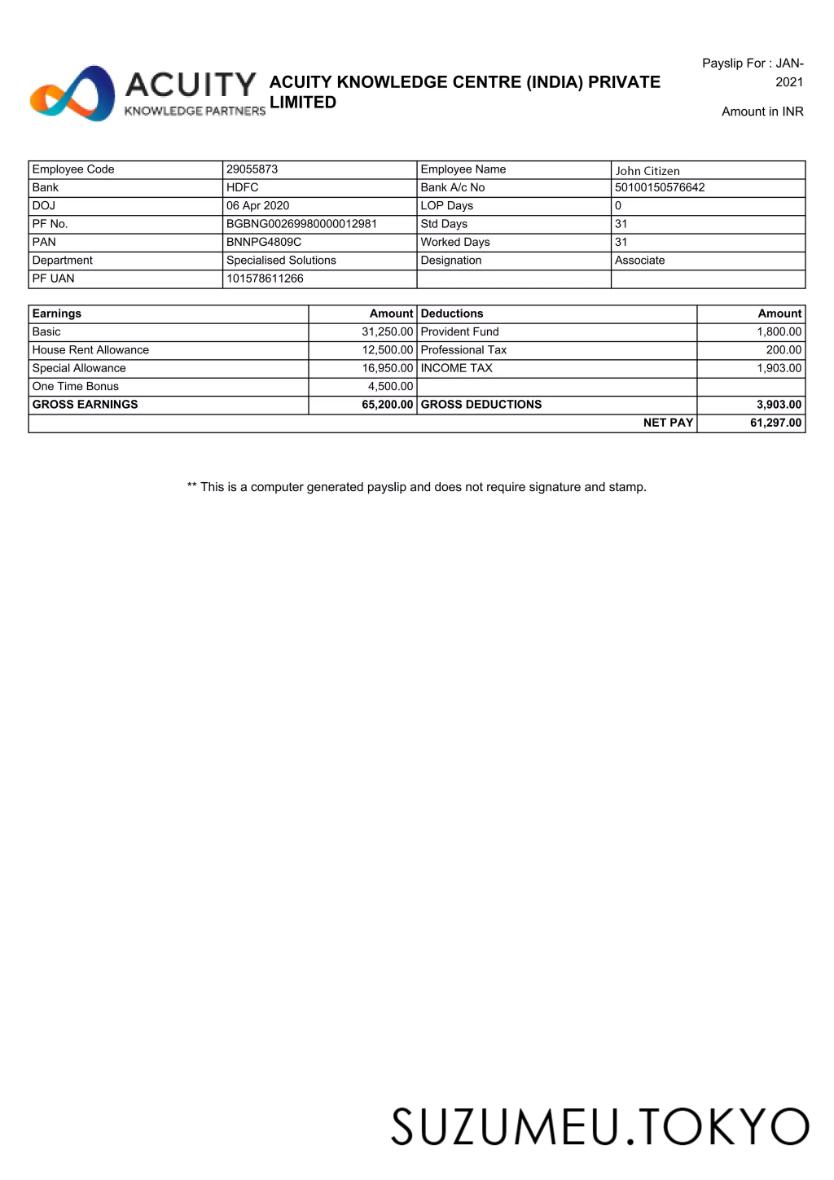 ACUITY
KNOWLEDGE PARTNERS
ACUITY KNOWLEDGE CENTRE (INDIA) PRIVATE
LIMITED
Payslip For : JAN-
2021
Amount in INR
Employee Code 29055873 Employee Name John Citizen
Bank HDFC Bank A/c No 50100150576642
DOJ 06 Apr 2020 LOP Days 0
PF No. BGBNG00269980000012981 Std Days 31
PAN BNNPG4809C Worked Days 31
Department Specialised Solutions Designation Associate
PF UAN 101578611266
Earnings Amount Deductions Amount
Basic 31,250.00 Provident Fund 1,800.00
House Rent Allowance 12,500.00 Professional Tax 200.00
Special Allowance 16,950.00 INCOME TAX 1,903.00
One Time Bonus 4,500.00
GROSS EARNINGS 65,200.00 GROSS DEDUCTIONS 3,903.00
NET PAY 61,297.00
** This is a computer generated payslip and does not require signature and stamp.
SUZUMEU.TOKYO